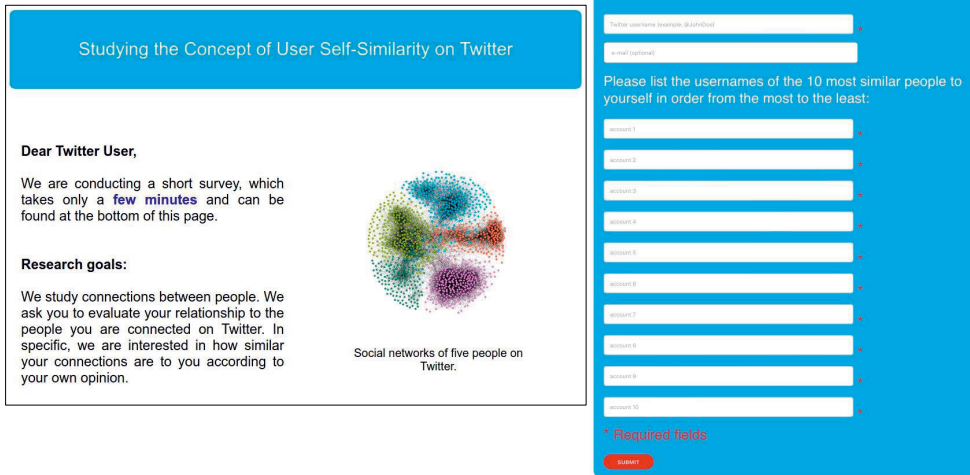 Studying the Concept of User Self-Similarity on Twitter
Dear Twitter User,
We are conducting a short survey, which
takes only a few minutes and can be
found at the bottom of this page.
Research goals:
We study connections between people. We
ask you to evaluate your relationship to the
people you are connected on Twitter. In
specific, we are interested in how similar
your connections are to you according to
your own opinion.
Social networks of five people on
Twitter.
Twitter username (example: @JohnDoe) *
e-mail (optional)
Please list the usernames of the 10 most similar people to
yourself in order from the most to the least:
account 1 *
account 2 *
account 3 *
account 4 *
account 5 *
account 6 *
account 7 *
account 8 *
account 9 *
account 10 *
* Required fields
SUBMIT